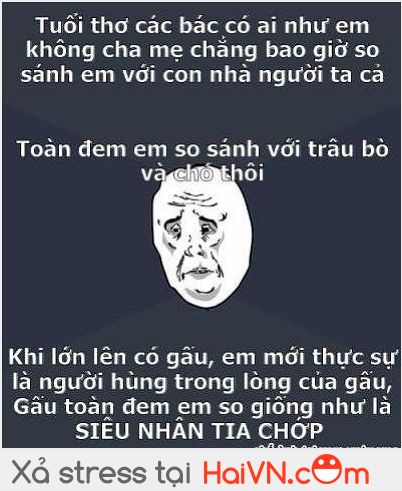 Tuổi thơ các bác có ai như em
không cha mẹ chẳng bao giờ so
sánh em với con nhà người ta cả
Toàn đem em so sánh với trâu bò
và chó thôi
Khi lớn lên có gấu, em mới thực sự
là người hùng trong lòng của gấu,
Gấu toàn đem em so giống như là
SIÊU NHÂN TIA CHỚP
Xả stress tại HaiVN.com